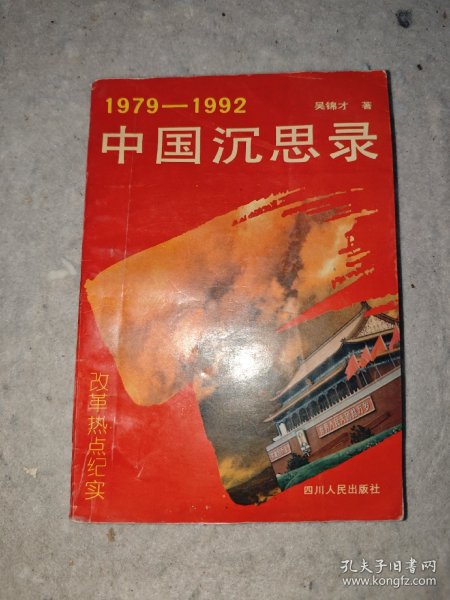 1979—1992
吴锦才 著
中国沉思录
改革热点纪实
四川人民出版社
孔夫子旧书网
www.kongfz.com